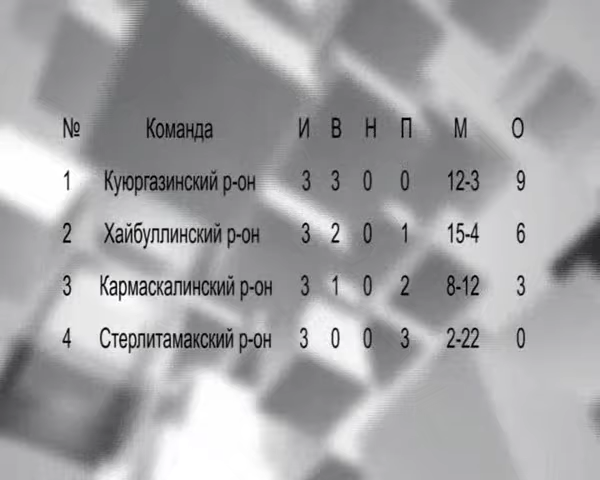 № Команда И В Н П М О
1 Куюргазинский р-он 3 3 0 0 12-3 9
2 Хайбуллинский р-он 3 2 0 1 15-4 6
3 Кармаскалинский р-он 3 1 0 2 8-12 3
4 Стерлитамакский р-он 3 0 0 3 2-22 0